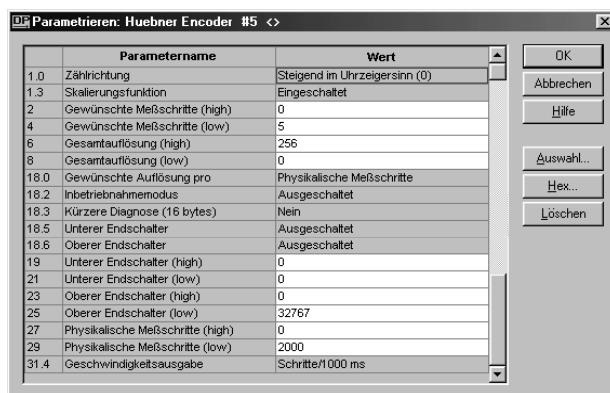 DP Parametrieren: Huebner Encoder #5 <>
Parametername Wert
1.0 Zählrichtung Steigend im Uhrzeigersinn (0)
1.3 Skalierungsfunktion Eingeschaltet
2 Gewünschte Meßschritte (high) 0
4 Gewünschte Meßschritte (low) 5
6 Gesamtauflösung (high) 256
8 Gesamtauflösung (low) 0
18.0 Gewünschte Auflösung pro Physikalische Meßschritte
18.2 Inbetriebnahmemodus Ausgeschaltet
18.3 Kürzere Diagnose (16 bytes) Nein
18.5 Unterer Endschalter Ausgeschaltet
18.6 Oberer Endschalter Ausgeschaltet
19 Unterer Endschalter (high) 0
21 Unterer Endschalter (low) 0
23 Oberer Endschalter (high) 0
25 Oberer Endschalter (low) 32767
27 Physikalische Meßschritte (high) 0
29 Physikalische Meßschritte (low) 2000
31.4 Geschwindigkeitsausgabe Schritte/1000 ms
OK
Abbrechen
Hilfe
Auswahl...
Hex...
Löschen